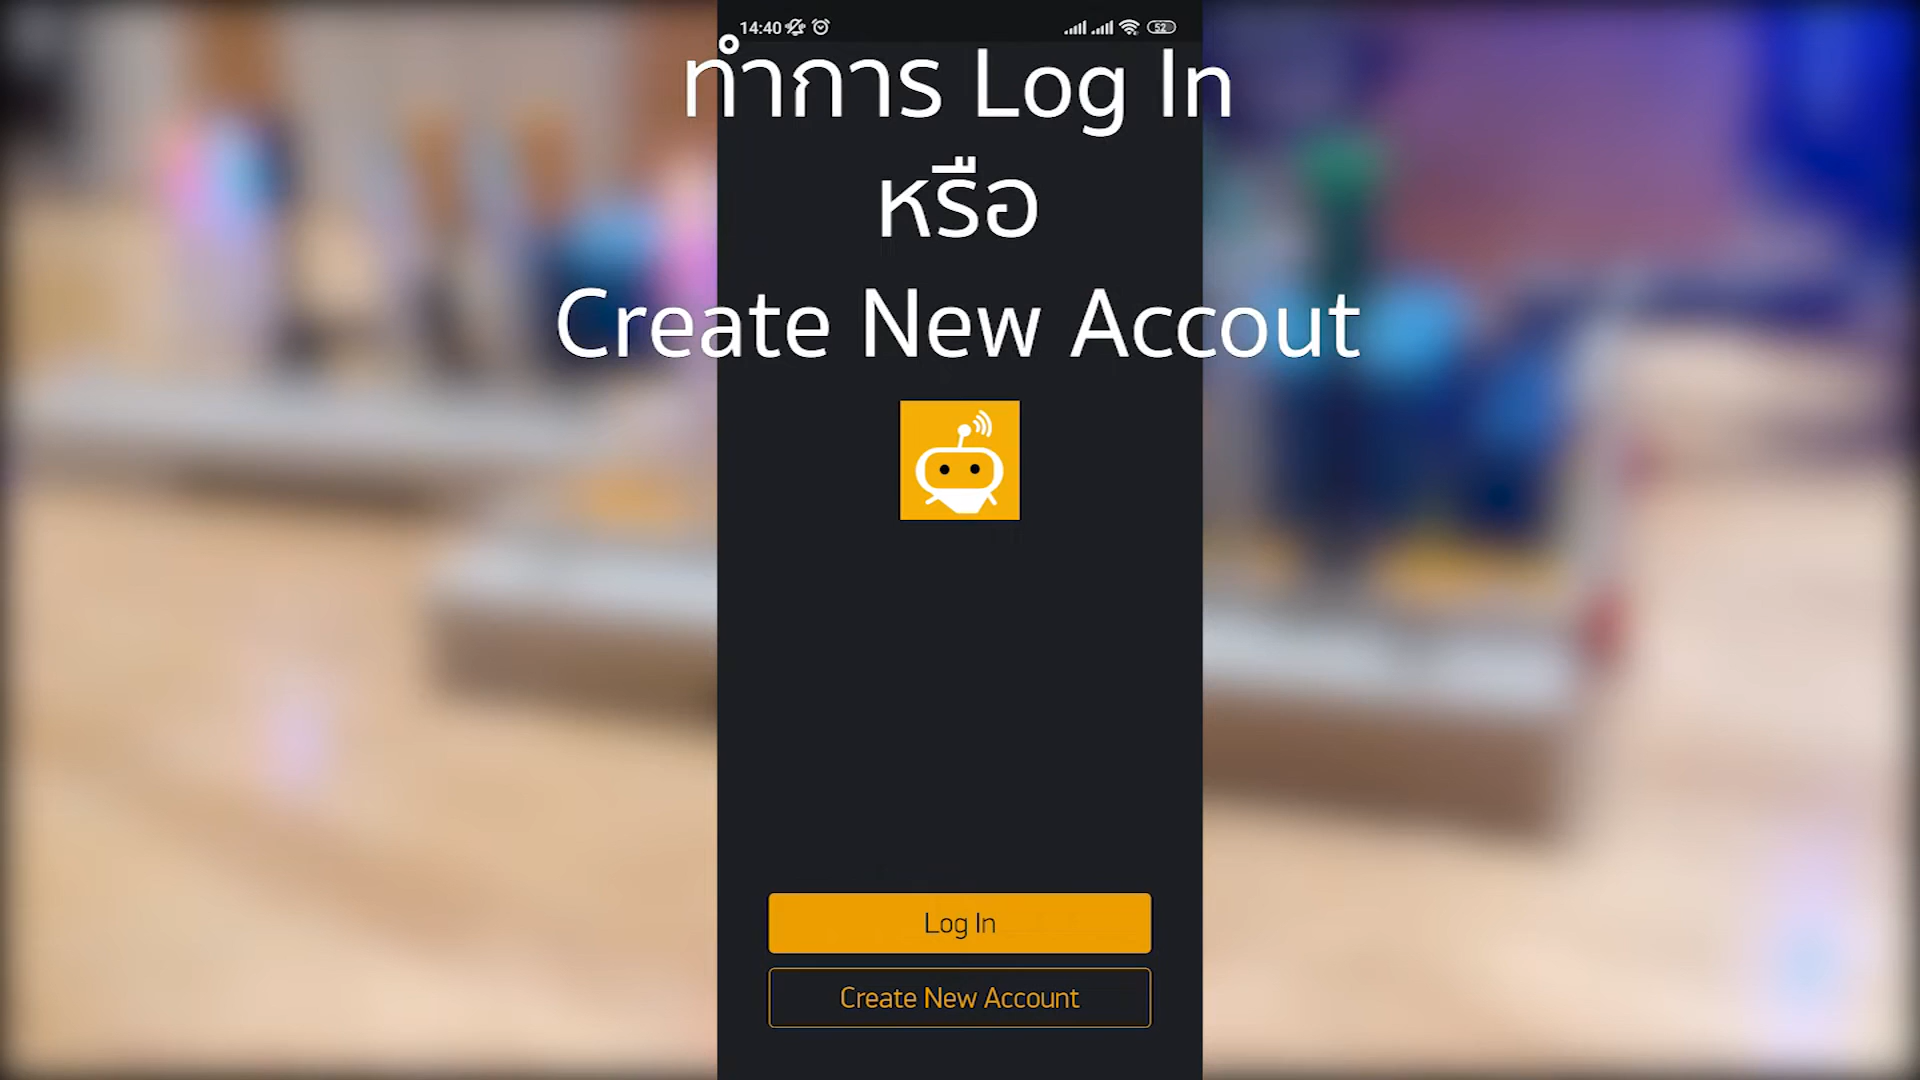 14:40
52
ทำการ Log In
หรือ
Create New Accout
Log In
Create New Account